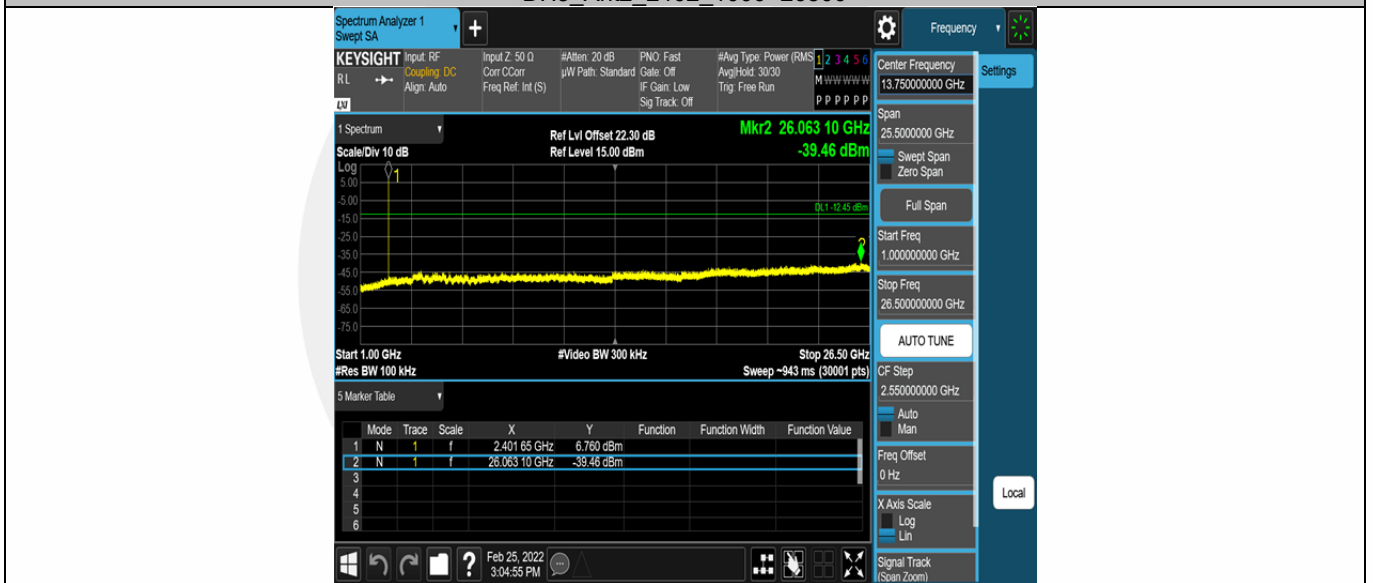 Spectrum Analyzer 1
Swept SA
+
Frequency
KEYSIGHT
RL
LXI
Input: RF
Coupling: DC
Align: Auto
Input Z: 50 Ω
Corr CCorr
Freq Ref: Int (S)
#Atten: 20 dB
µW Path: Standard
PNO: Fast
Gate: Off
IF Gain: Low
Sig Track: Off
#Avg Type: Power (RMS
Avg|Hold: 30/30
Trig: Free Run
1 2 3 4 5 6
M W W W W W
P P P P P P
1 Spectrum
Scale/Div 10 dB
Ref Lvl Offset 22.30 dB
Ref Level 15.00 dBm
Mkr2 26.063 10 GHz
-39.46 dBm
Log
1
5.00
-5.00
DL1 -12.45 dBm
-15.0
-25.0
-35.0
-45.0
-55.0
-65.0
-75.0
Start 1.00 GHz
#Video BW 300 kHz
Stop 26.50 GHz
#Res BW 100 kHz
Sweep ~943 ms (30001 pts)
5 Marker Table
Mode Trace Scale X Y Function Function Width Function Value
1 N 1 f 2.401 65 GHz 6.760 dBm
2 N 1 f 26.063 10 GHz -39.46 dBm
3
4
5
6
?
Feb 25, 2022
3:04:55 PM
Center Frequency
13.750000000 GHz
Settings
Span
25.5000000 GHz
Swept Span
Zero Span
Full Span
Start Freq
1.000000000 GHz
Stop Freq
26.500000000 GHz
AUTO TUNE
CF Step
2.550000000 GHz
Auto
Man
Freq Offset
0 Hz
X Axis Scale
Log
Lin
Local
Signal Track
(Span Zoom)